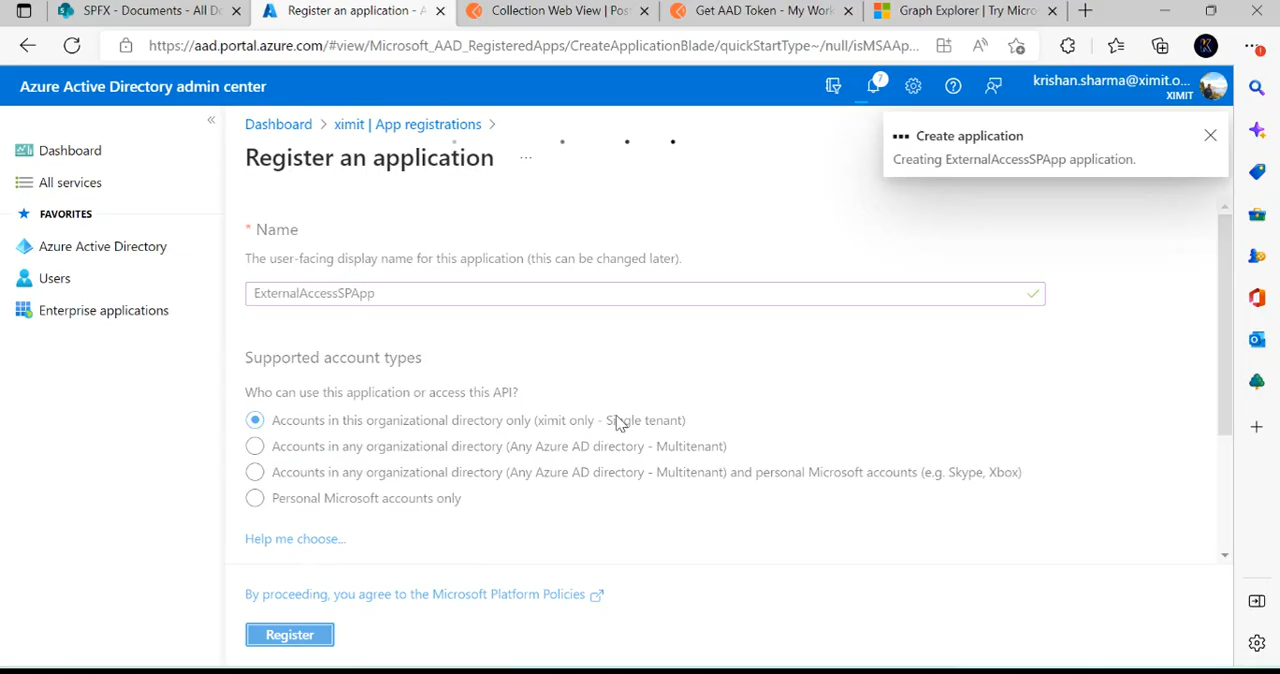 SPFX - Documents - All Do
Register an application - A
Collection Web View | Pos
Get AAD Token - My Work
Graph Explorer | Try Micro
https://aad.portal.azure.com/#view/Microsoft_AAD_RegisteredApps/CreateApplicationBlade/quickStartType~/null/isMSAAp...
Azure Active Directory admin center
7
krishan.sharma@ximit.o...
XIMIT
Dashboard > ximit | App registrations >
Register an application ...
Create application
Creating ExternalAccessSPApp application.
Dashboard
All services
FAVORITES
Azure Active Directory
Users
Enterprise applications
* Name
The user-facing display name for this application (this can be changed later).
ExternalAccessSPApp
Supported account types
Who can use this application or access this API?
Accounts in this organizational directory only (ximit only - Single tenant)
Accounts in any organizational directory (Any Azure AD directory - Multitenant)
Accounts in any organizational directory (Any Azure AD directory - Multitenant) and personal Microsoft accounts (e.g. Skype, Xbox)
Personal Microsoft accounts only
Help me choose...
By proceeding, you agree to the Microsoft Platform Policies
Register